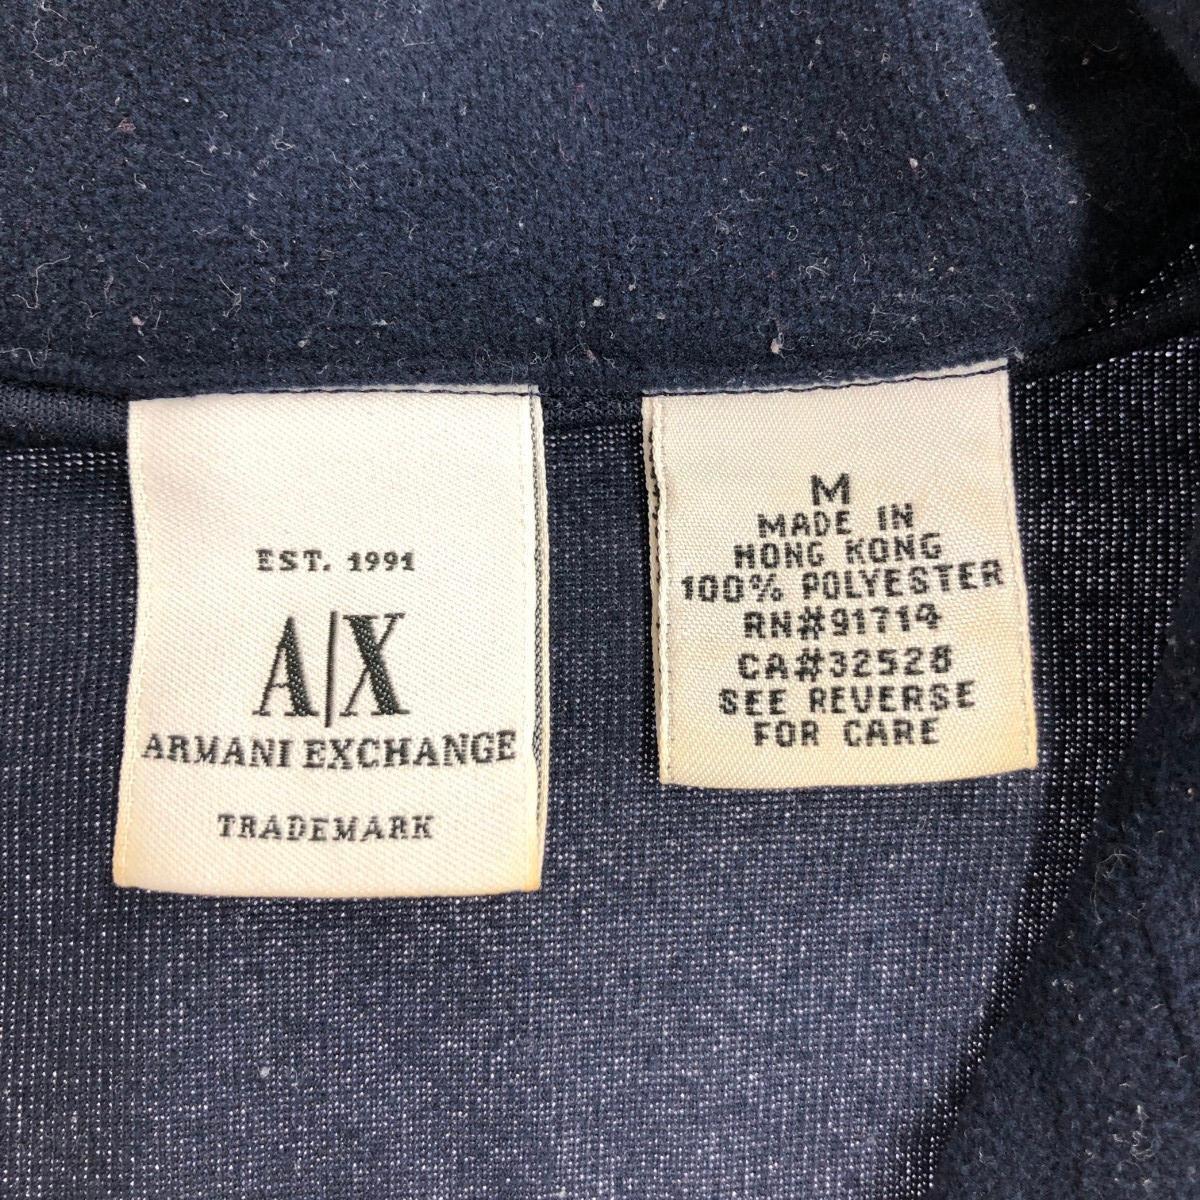 EST. 1991
A|X
ARMANI EXCHANGE
TRADEMARK
M
MADE IN
HONG KONG
100% POLYESTER
RN#91714
CA#32528
SEE REVERSE
FOR CARE